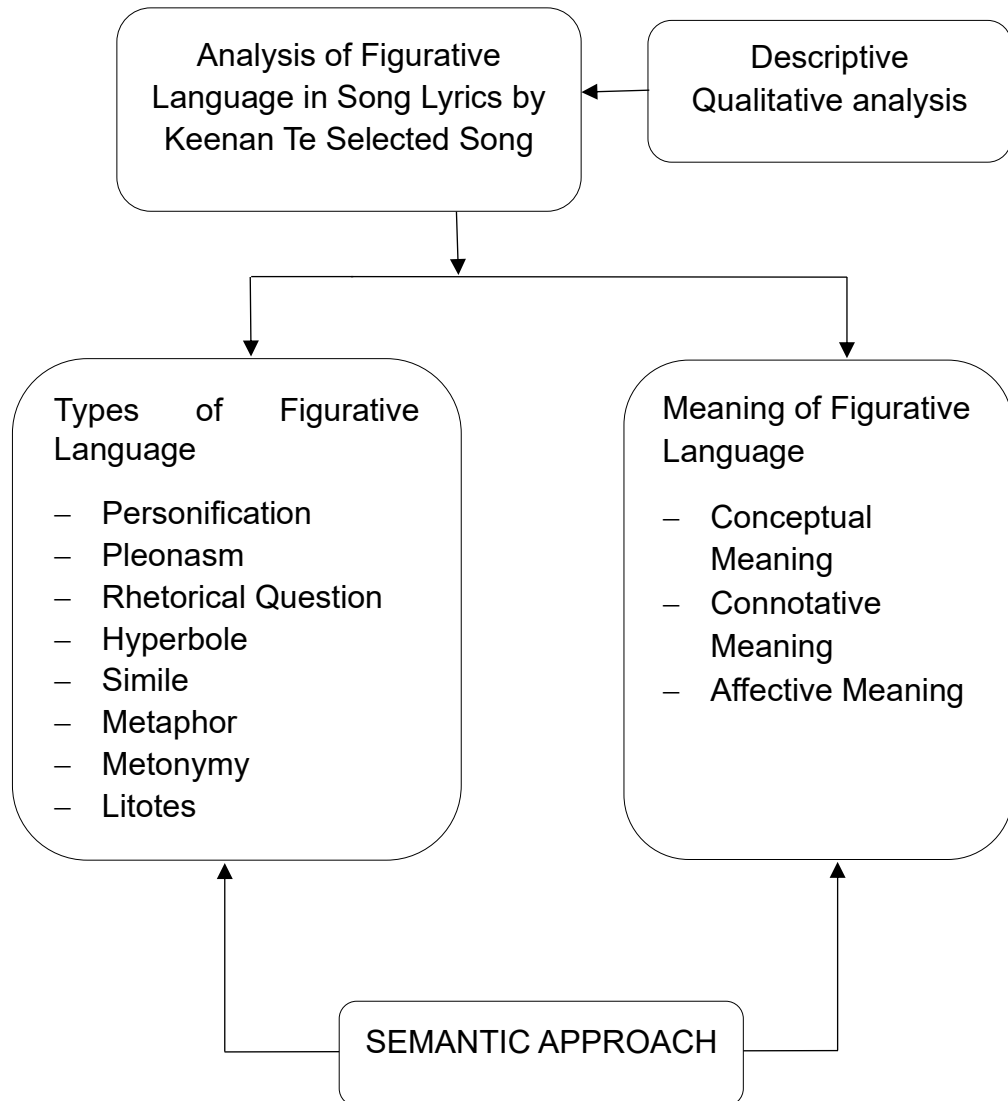 Analysis of Figurative
Language in Song Lyrics by
Keenan Te Selected Song
Descriptive
Qualitative analysis
Types of Figurative
Language
– Personification
– Pleonasm
– Rhetorical Question
– Hyperbole
– Simile
– Metaphor
– Metonymy
– Litotes
Meaning of Figurative
Language
– Conceptual
Meaning
– Connotative
Meaning
– Affective Meaning
SEMANTIC APPROACH